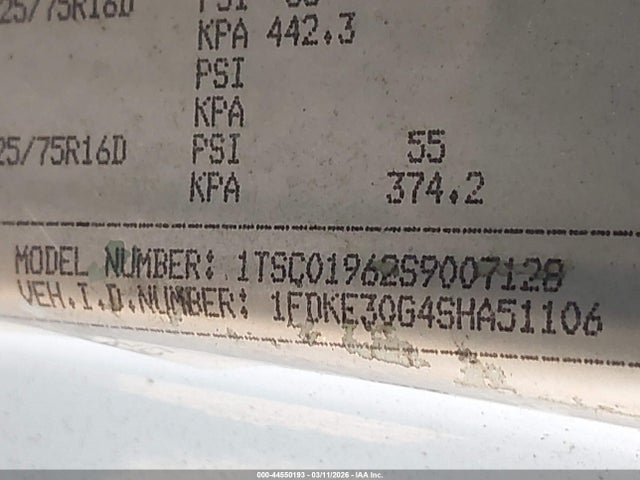 25/75R16D PSI
KPA 442.3
PSI
KPA
25/75R16D PSI 55
KPA 374.2
MODEL NUMBER: 1TSC01962S9007128
VEH.I.D.NUMBER: 1FDKE30G4SHA51106
000-44550193 - 03/11/2026 - IAA Inc.